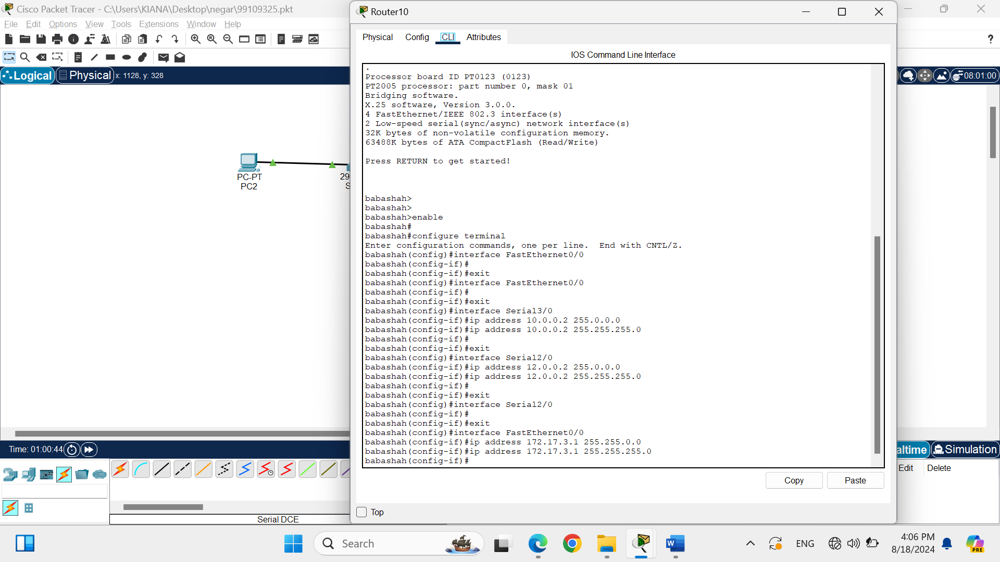 Cisco Packet Tracer - C:\Users\KIANA\Desktop\negar\99109325.pkt
File Edit Options View Tools Extensions Window Help
?
Logical Physical x: 1128, y: 328
08:01:00
PC-PT
PC2
29
S
Router10
Physical Config CLI Attributes
IOS Command Line Interface
.
Processor board ID PT0123 (0123)
PT2005 processor: part number 0, mask 01
Bridging software.
X.25 software, Version 3.0.0.
4 FastEthernet/IEEE 802.3 interface(s)
2 Low-speed serial(sync/async) network interface(s)
32K bytes of non-volatile configuration memory.
63488K bytes of ATA CompactFlash (Read/Write)
Press RETURN to get started!
babashah>
babashah>
babashah>enable
babashah#
babashah#configure terminal
Enter configuration commands, one per line.  End with CNTL/Z.
babashah(config)#interface FastEthernet0/0
babashah(config-if)#
babashah(config-if)#exit
babashah(config)#interface FastEthernet0/0
babashah(config-if)#
babashah(config-if)#exit
babashah(config)#interface Serial3/0
babashah(config-if)#ip address 10.0.0.2 255.0.0.0
babashah(config-if)#ip address 10.0.0.2 255.255.255.0
babashah(config-if)#
babashah(config-if)#exit
babashah(config)#interface Serial2/0
babashah(config-if)#ip address 12.0.0.2 255.0.0.0
babashah(config-if)#ip address 12.0.0.2 255.255.255.0
babashah(config-if)#
babashah(config-if)#exit
babashah(config)#interface Serial2/0
babashah(config-if)#
babashah(config-if)#exit
babashah(config)#interface FastEthernet0/0
babashah(config-if)#ip address 172.17.3.1 255.255.0.0
babashah(config-if)#ip address 172.17.3.1 255.255.255.0
babashah(config-if)#
Copy Paste
Top
Time: 01:00:44
altime Simulation
Edit Delete
Serial DCE
Search
ENG
4:06 PM
8/18/2024
PRE